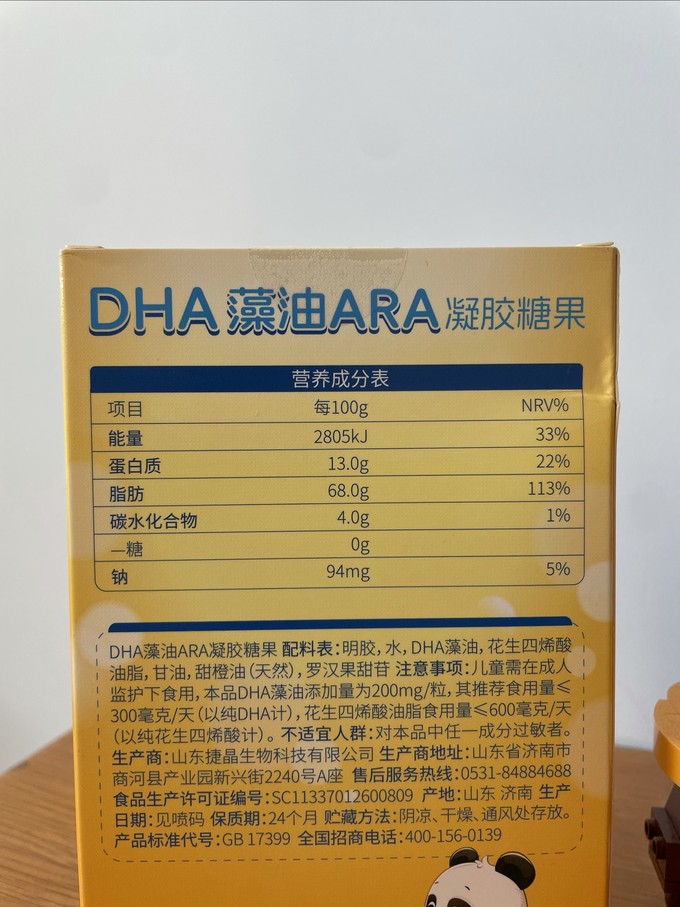 DHA 藻油ARA凝胶糖果
营养成分表
项目 每100g NRV%
能量 2805kJ 33%
蛋白质 13.0g 22%
脂肪 68.0g 113%
碳水化合物 4.0g 1%
—糖 0g
钠 94mg 5%
DHA藻油ARA凝胶糖果 配料表：明胶，水，DHA藻油，花生四烯酸
油脂，甘油，甜橙油（天然），罗汉果甜苷 注意事项：儿童需在成人
监护下食用，本品DHA藻油添加量为200mg/粒，其推荐食用量≤
300毫克/天（以纯DHA计），花生四烯酸油脂食用量≤600毫克/天
（以纯花生四烯酸计）。不适宜人群：对本品中任一成分过敏者。
生产商：山东捷晶生物科技有限公司 生产商地址：山东省济南市
商河县产业园新兴街2240号A座 售后服务热线：0531-84884688
食品生产许可证编号：SC11337012600809 产地：山东 济南 生产
日期：见喷码 保质期：24个月 贮藏方法：阴凉、干燥、通风处存放。
产品标准代号：GB 17399 全国招商电话：400-156-0139